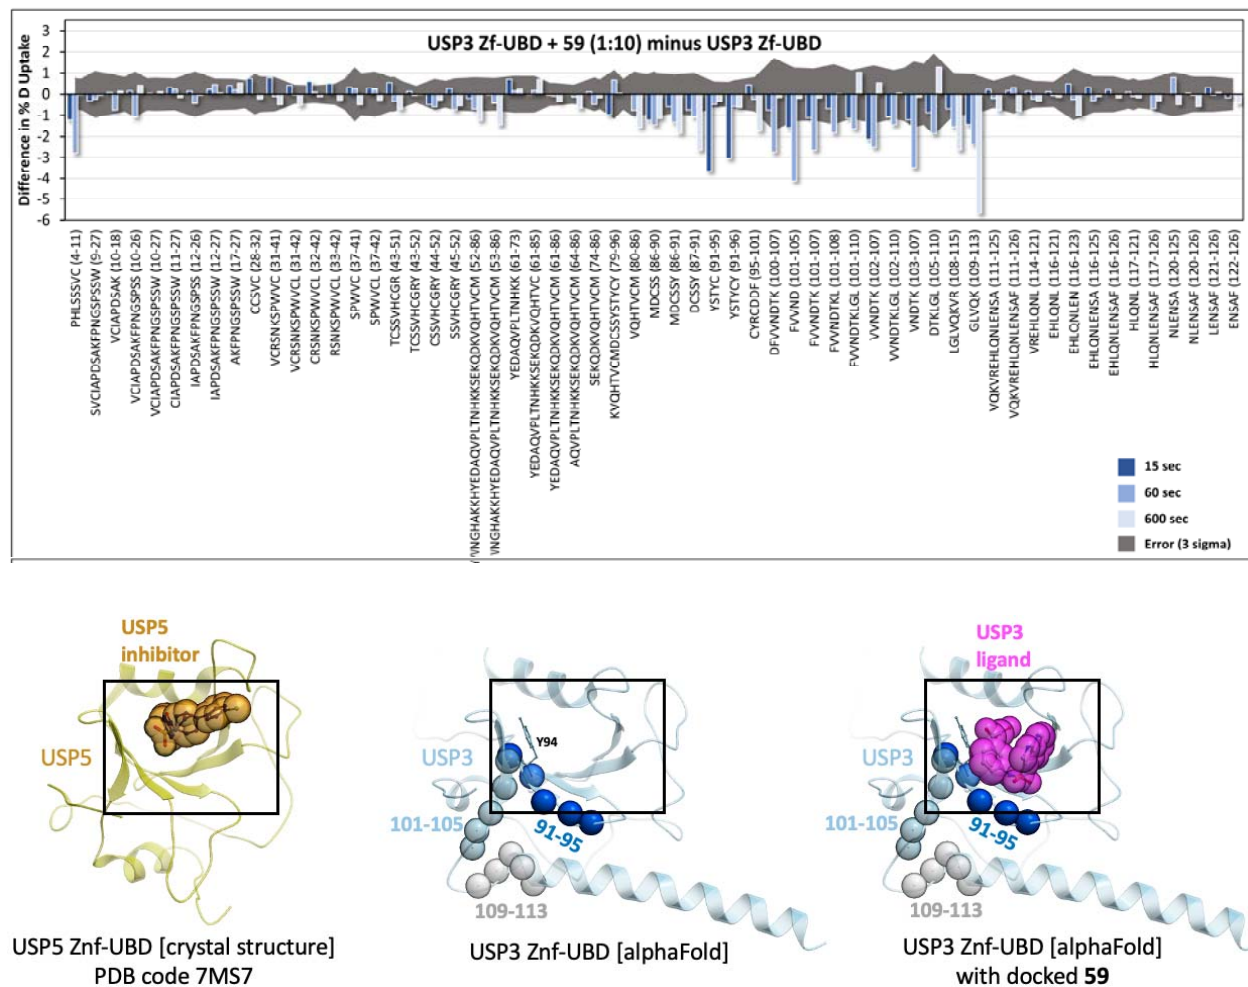 USP3 Zf-UBD + 59 (1:10) minus USP3 Zf-UBD
Difference in % D Uptake
3
2
1
0
-1
-2
-3
-4
-5
-6
PHLSSSVC (4-11)
SVCIAPDSAKFPNGSPSSW (9-27)
VCIAPDSAK (10-18)
VCIAPDSAKFPNGSPSS (10-26)
VCIAPDSAKFPNGSPSSW (10-27)
CIAPDSAKFPNGSPSSW (11-27)
IAPDSAKFPNGSPSS (12-26)
IAPDSAKFPNGSPSSW (12-27)
AKFPNGSPSSW (17-27)
CCSVC (28-32)
VCRSNKSPWVC (31-41)
VCRSNKSPWVCL (31-42)
CRSNKSPWVCL (32-42)
RSNKSPWVCL (33-42)
SPWVC (37-41)
SPWVCL (37-42)
TCSSVHCGR (43-51)
TCSSVHCGRY (43-52)
CSSVHCGRY (44-52)
SSVHCGRY (45-52)
VNGHAKKHYEDAQVPLTNHKKSEKQDKVQHTVCM (52-86)
VNGHAKKHYEDAQVPLTNHKKSEKQDKVQHTVCM (53-86)
YEDAQVPLTNHKK (61-73)
YEDAQVPLTNHKKSEKQDKVQHTVC (61-85)
YEDAQVPLTNHKKSEKQDKVQHTVCM (61-86)
AQVPLTNHKKSEKQDKVQHTVCM (64-86)
SEKQDKVQHTVCM (74-86)
KVQHTVCMDCSSYSTYCY (79-96)
VQHTVCM (80-86)
MDCSS (86-90)
MDCSSY (86-91)
DCSSY (87-91)
YSTYC (91-95)
YSTYCY (91-96)
CYRCDDF (95-101)
DFVVNDTK (100-107)
FVVND (101-105)
FVVNDTK (101-107)
FVVNDTKL (101-108)
FVVNDTKLGL (101-110)
VVNDTK (102-107)
VVNDTKLGL (102-110)
VNDTK (103-107)
DTKLGL (105-110)
LGLVQKVR (108-115)
GLVQK (109-113)
VQKVREHLQNLENSA (111-125)
VQKVREHLQNLENSAF (111-126)
VREHLQNL (114-121)
EHLQNL (116-121)
EHLQNLEN (116-123)
EHLQNLENSA (116-125)
EHLQNLENSAF (116-126)
HLQNL (117-121)
HLQNLENSAF (117-126)
NLENSA (120-125)
NLENSAF (120-126)
LENSAF (121-126)
ENSAF (122-126)
15 sec
60 sec
600 sec
Error (3 sigma)
USP5
inhibitor
USP5
USP5 Znf-UBD [crystal structure]
PDB code 7MS7
USP3
Y94
101-105
91-95
109-113
USP3 Znf-UBD [alphaFold]
USP3
ligand
USP3
101-105
91-95
109-113
USP3 Znf-UBD [alphaFold]
with docked 59